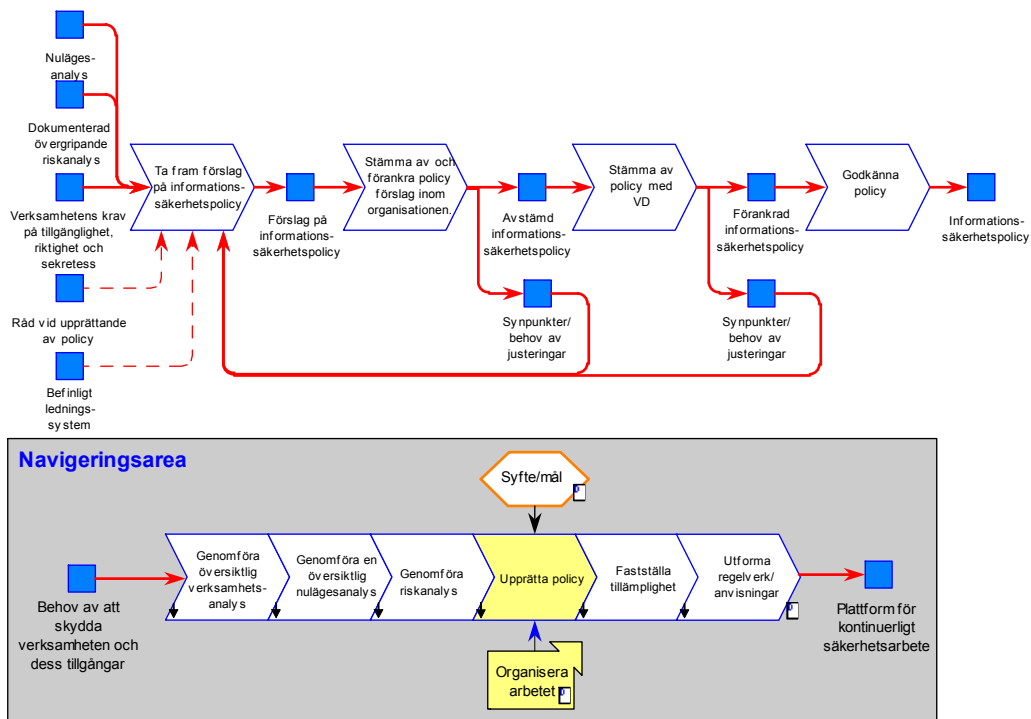 Nuläges-
analys
Dokumenterad
övergripande
riskanalys
Verksamhetens krav
på tillgänglighet,
riktighet och
sekretess
Råd vid upprättande
av policy
Befinligt
lednings-
system
Ta fram förslag
på informations-
säkerhetspolicy
Förslag på
informations-
säkerhetspolicy
Stämma av och
förankra policy
förslag inom
organisationen.
Avstämd
informations-
säkerhetspolicy
Synpunkter/
behov av
justeringar
Stämma av
policy med
VD
Förankrad
informations-
säkerhetspolicy
Synpunkter/
behov av
justeringar
Godkänna
policy
Informations-
säkerhetspolicy
Navigeringsarea
Syfte/mål
Behov av att
skydda
verksamheten och
dess tillgångar
Genomföra
översiktlig
verksamhets-
analys
Genomföra en
översiktlig
nulägesanalys
Genomföra
riskanalys
Upprätta policy
Fastställa
tillämplighet
Utforma
regelverk/
anvisningar
Plattform för
kontinuerligt
säkerhetsarbete
Organisera
arbetet